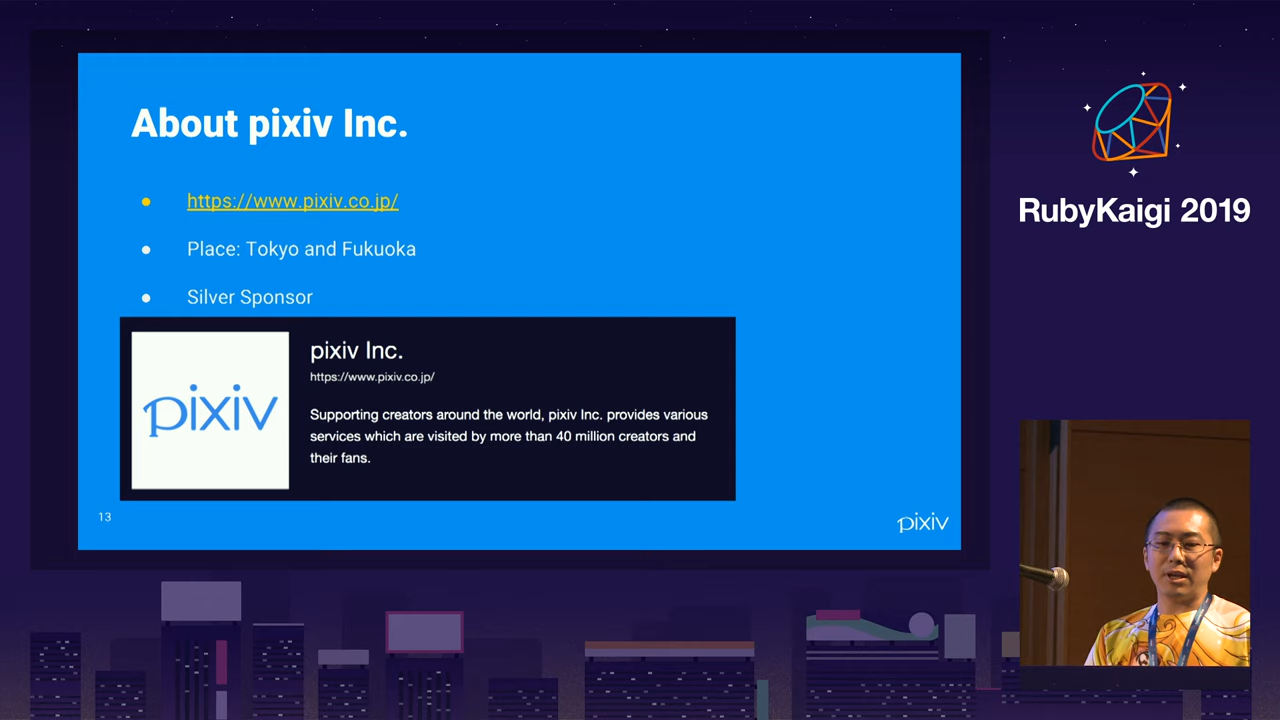 About pixiv Inc.
https://www.pixiv.co.jp/
Place: Tokyo and Fukuoka
Silver Sponsor
pixiv
pixiv Inc.
https://www.pixiv.co.jp/
Supporting creators around the world, pixiv Inc. provides various
services which are visited by more than 40 million creators and
their fans.
13
pixiv
RubyKaigi 2019